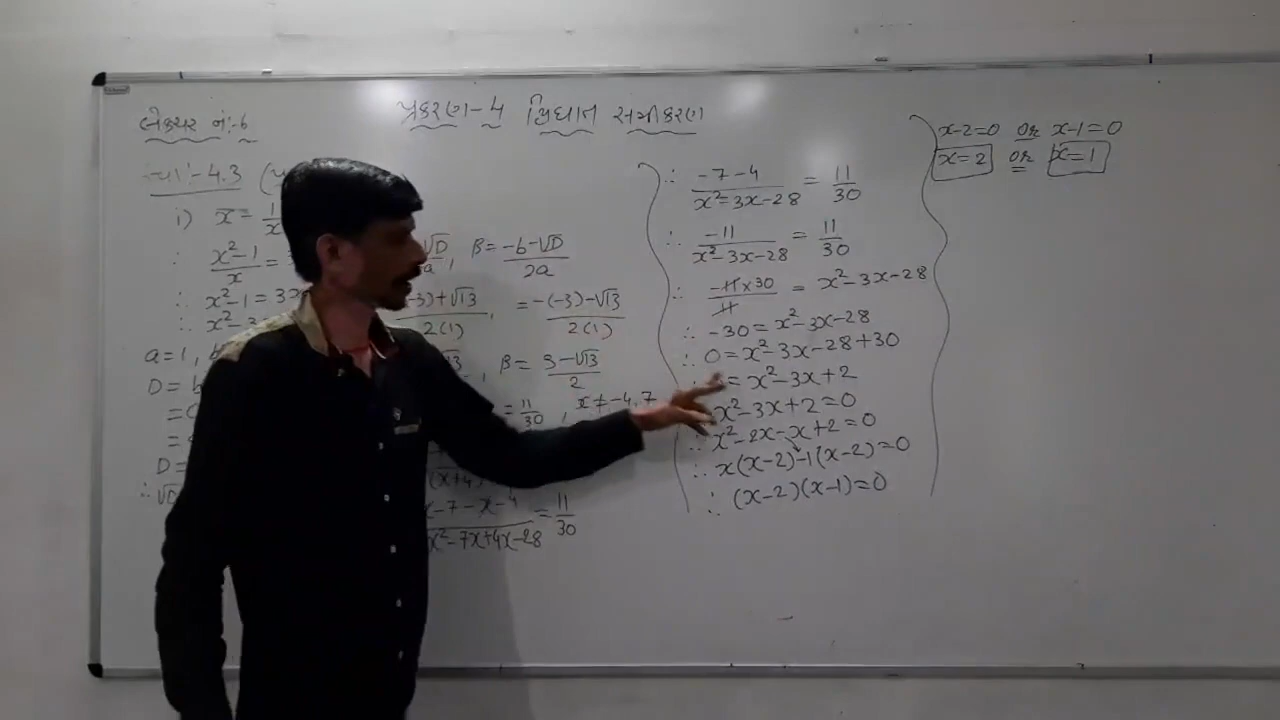 પ્રકરણ-4 દ્વિઘાત સમીકરણ
લેક્ચર નં:-6
4.3
i) x = 1/x
∴ x²-1/x =
∴ x²-1 = 3x
∴ x²-3
a=1,
D=
=
=
D=
∴ √D
√D/2a, β = -b-√D/2a
-3)+√13/2(1), = -(-3)-√13/2(1)
β = 3-√13/2
= 11/30, x ≠ -4, 7
(x+4)
x-7-x-4/x²-7x+4x-28 = 11/30
∴ -7-4/x²-3x-28 = 11/30
∴ -11/x²-3x-28 = 11/30
∴ -11×30/11 = x²-3x-28
∴ -30 = x²-3x-28
∴ 0 = x²-3x-28+30
= x²-3x+2
x²-3x+2=0
∴ x²-2x-x+2=0
∴ x(x-2)-1(x-2)=0
∴ (x-2)(x-1)=0
x-2=0 or x-1=0
x=2 or x=1